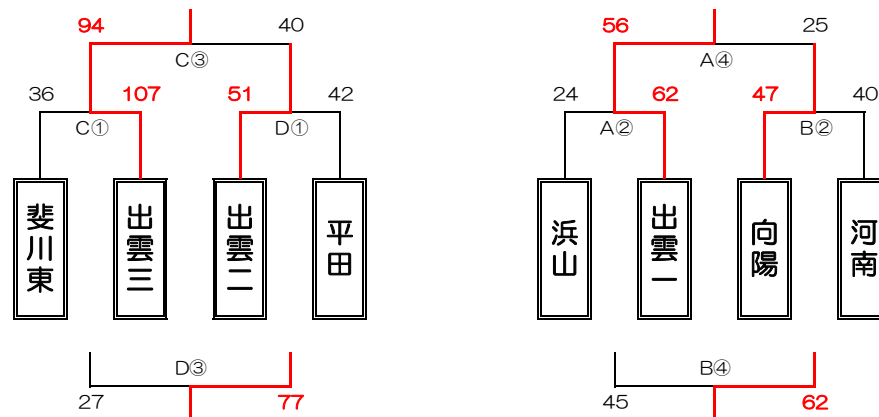 94 40 56 25
C③ A④
36 107 51 42 24 62 47 40
C① D① A② B②
斐川東
出雲三
出雲二
平田
浜山
出雲一
向陽
河南
D③ B④
27 77 45 62